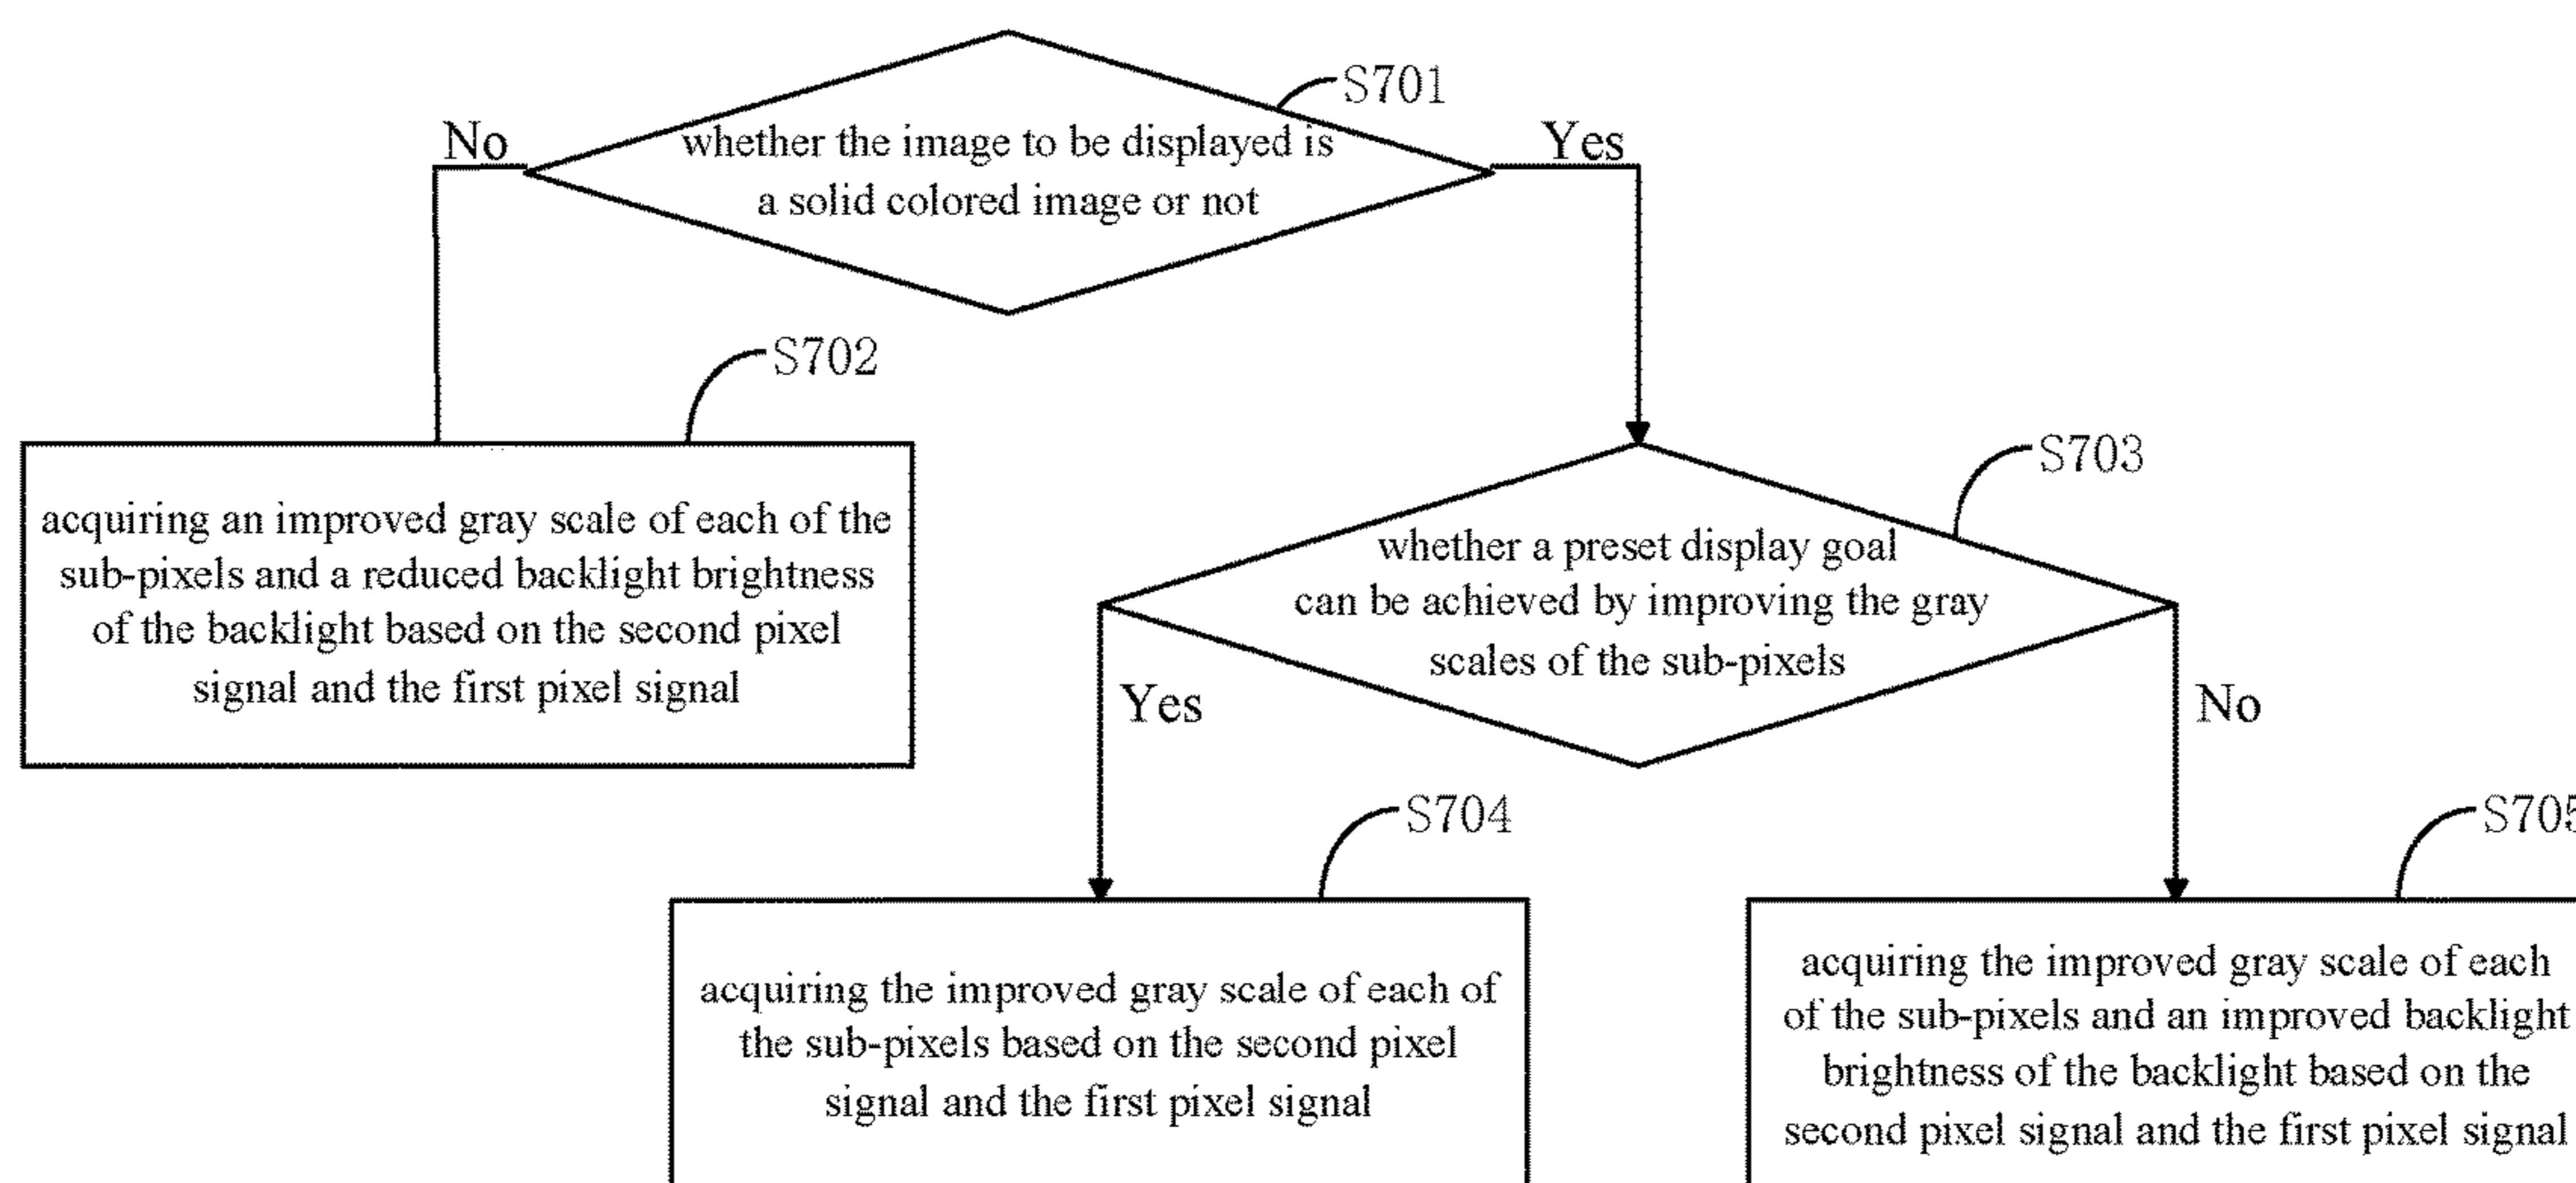 S701
No
Yes
whether the image to be displayed is
a solid colored image or not
S702
S703
acquiring an improved gray scale of each of the
sub-pixels and a reduced backlight brightness
of the backlight based on the second pixel
signal and the first pixel signal
whether a preset display goal
can be achieved by improving the gray
scales of the sub-pixels
Yes
No
S704
S705
acquiring the improved gray scale of each of
the sub-pixels based on the second pixel
signal and the first pixel signal
acquiring the improved gray scale of each
of the sub-pixels and an improved backlight
brightness of the backlight based on the
second pixel signal and the first pixel signal